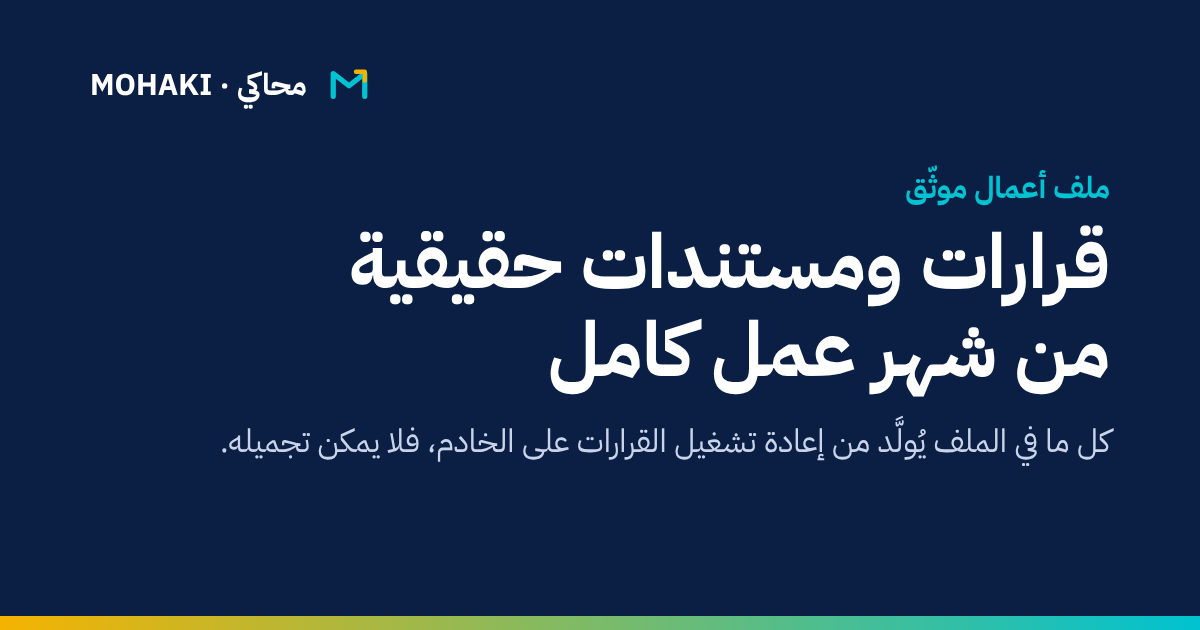 محاكي · MOHAKI
ملف أعمال موثّق
قرارات ومستندات حقيقية
من شهر عمل كامل
كل ما في الملف يُولَّد من إعادة تشغيل القرارات على الخادم، فلا يمكن تجميله.